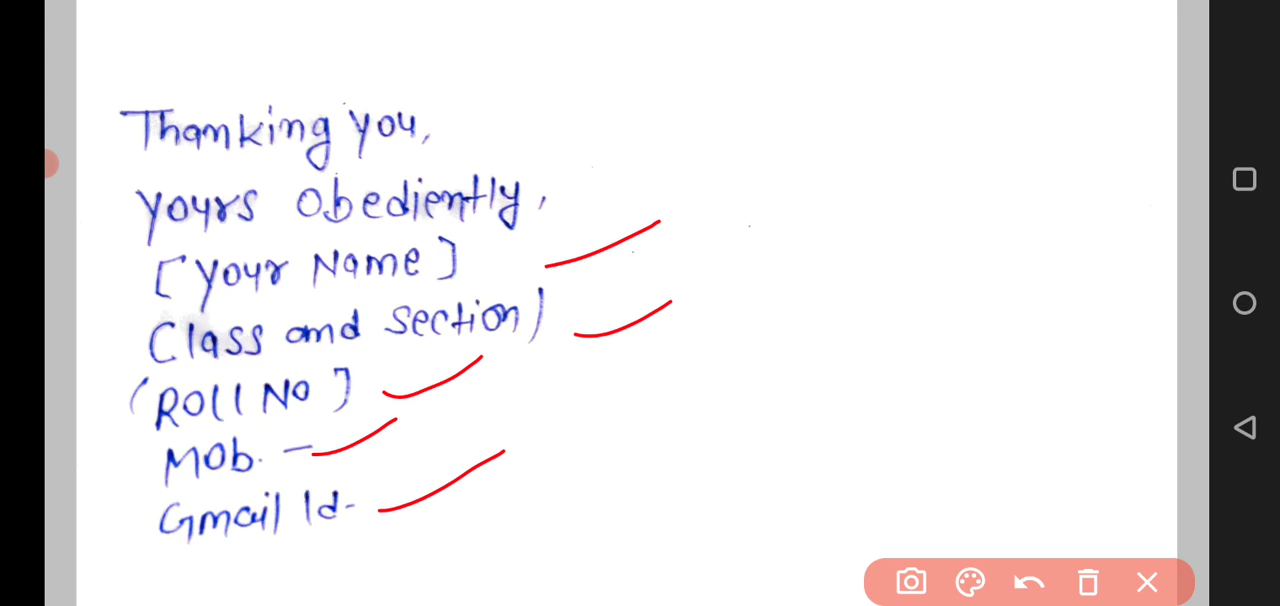 Thanking you,
yours obediently,
[Your Name]
Class and section)
(Roll No]
Mob. -
Gmail Id-